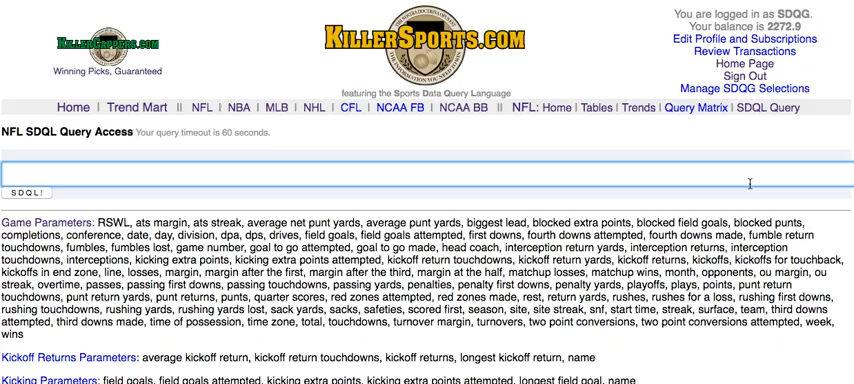 KILLERCAPPERS.COM
Winning Picks, Guaranteed
KILLERSPORTS.COM
featuring the Sports Data Query Language
You are logged in as SDQG.
Your balance is 2272.9
Edit Profile and Subscriptions
Review Transactions
Home Page
Sign Out
Manage SDQG Selections
Home | Trend Mart || NFL | NBA | MLB | NHL | CFL | NCAA FB | NCAA BB || NFL: Home | Tables | Trends | Query Matrix | SDQL Query
NFL SDQL Query Access Your query timeout is 60 seconds.
S D Q L !
Game Parameters: RSWL, ats margin, ats streak, average net punt yards, average punt yards, biggest lead, blocked extra points, blocked field goals, blocked punts,
completions, conference, date, day, division, dpa, dps, drives, field goals, field goals attempted, first downs, fourth downs attempted, fourth downs made, fumble return
touchdowns, fumbles, fumbles lost, game number, goal to go attempted, goal to go made, head coach, interception return yards, interception returns, interception
touchdowns, interceptions, kicking extra points, kicking extra points attempted, kickoff return touchdowns, kickoff return yards, kickoff returns, kickoffs, kickoffs for touchback,
kickoffs in end zone, line, losses, margin, margin after the first, margin after the third, margin at the half, matchup losses, matchup wins, month, opponents, ou margin, ou
streak, overtime, passes, passing first downs, passing touchdowns, passing yards, penalties, penalty first downs, penalty yards, playoffs, plays, points, punt return
touchdowns, punt return yards, punt returns, punts, quarter scores, red zones attempted, red zones made, rest, return yards, rushes, rushes for a loss, rushing first downs,
rushing touchdowns, rushing yards, rushing yards lost, sack yards, sacks, safeties, scored first, season, site, site streak, snf, start time, streak, surface, team, third downs
attempted, third downs made, time of possession, time zone, total, touchdowns, turnover margin, turnovers, two point conversions, two point conversions attempted, week,
wins
Kickoff Returns Parameters: average kickoff return, kickoff return touchdowns, kickoff returns, longest kickoff return, name
Kicking Parameters: field goals, field goals attempted, kicking extra points, kicking extra points attempted, longest field goal, name